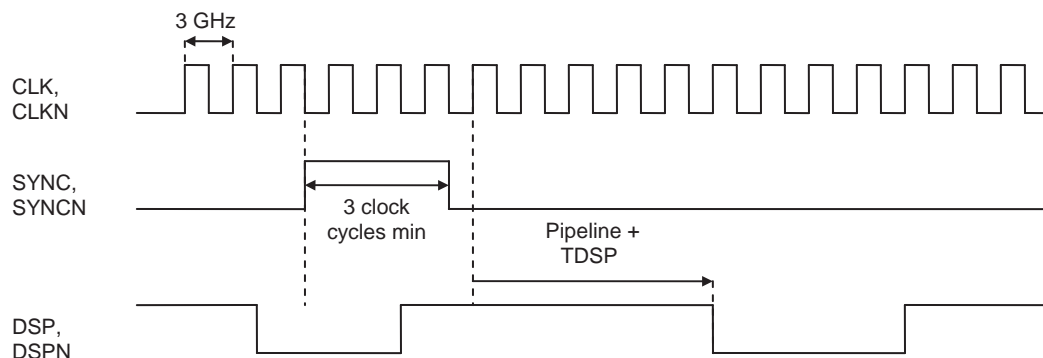 3 GHz
CLK,
CLKN
SYNC,
SYNCN
3 clock
cycles min
Pipeline +
TDSP
DSP,
DSPN